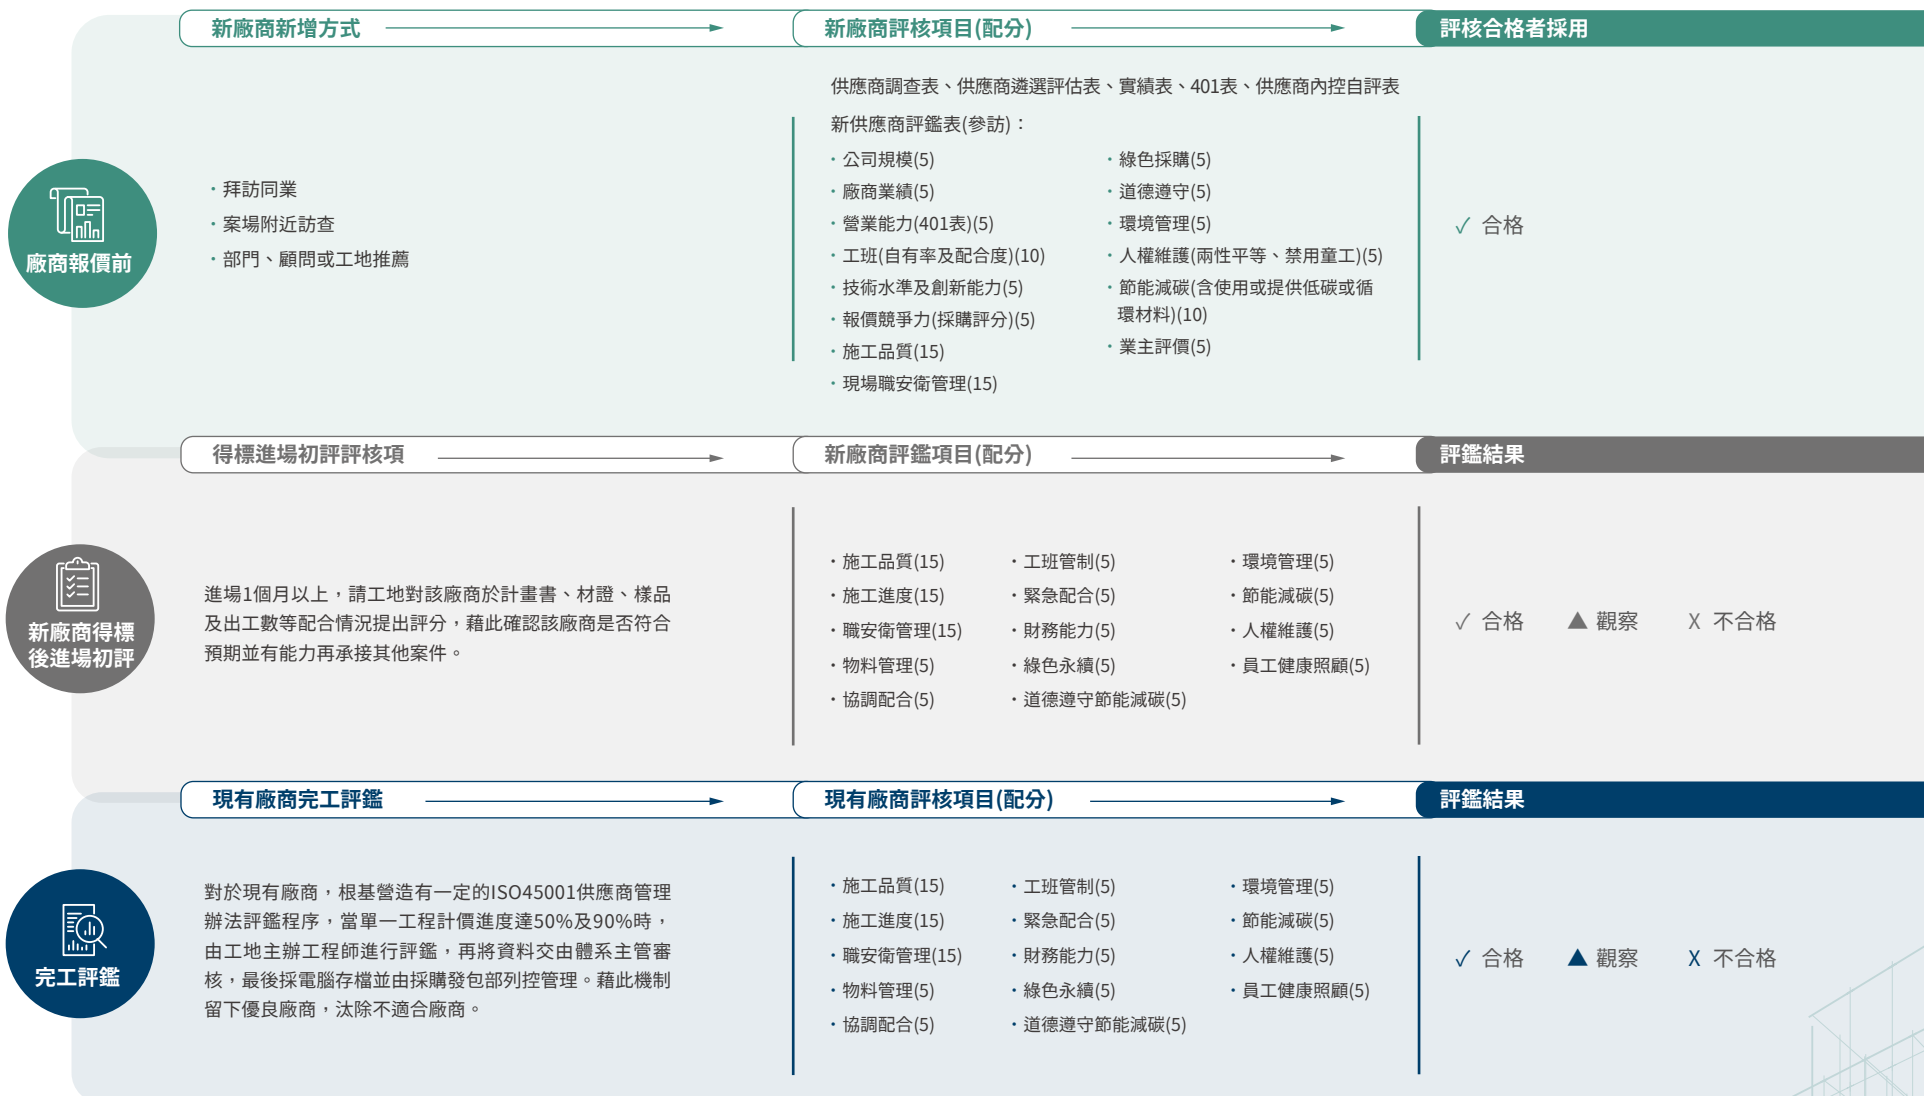 新廠商新增方式
新廠商評核項目(配分)
評核合格者採用
廠商報價前
・拜訪同業
・案場附近訪查
・部門、顧問或工地推薦
供應商調查表、供應商遴選評估表、實績表、401表、供應商內控自評表
新供應商評鑑表(參訪)：
・公司規模(5)
・廠商業績(5)
・營業能力(401表)(5)
・工班(自有率及配合度)(10)
・技術水準及創新能力(5)
・報價競爭力(採購評分)(5)
・施工品質(15)
・現場職安衛管理(15)
・綠色採購(5)
・道德遵守(5)
・環境管理(5)
・人權維護(兩性平等、禁用童工)(5)
・節能減碳(含使用或提供低碳或循
環材料)(10)
・業主評價(5)
✓ 合格
得標進場初評評核項
新廠商評鑑項目(配分)
評鑑結果
新廠商得標
後進場初評
進場1個月以上，請工地對該廠商於計畫書、材證、樣品
及出工數等配合情況提出評分，藉此確認該廠商是否符合
預期並有能力再承接其他案件。
・施工品質(15)
・施工進度(15)
・職安衛管理(15)
・物料管理(5)
・協調配合(5)
・工班管制(5)
・緊急配合(5)
・財務能力(5)
・綠色永續(5)
・道德遵守節能減碳(5)
・環境管理(5)
・節能減碳(5)
・人權維護(5)
・員工健康照顧(5)
✓ 合格 ▲ 觀察 X 不合格
現有廠商完工評鑑
現有廠商評核項目(配分)
評鑑結果
完工評鑑
對於現有廠商，根基營造有一定的ISO45001供應商管理
辦法評鑑程序，當單一工程計價進度達50%及90%時，
由工地主辦工程師進行評鑑，再將資料交由體系主管審
核，最後採電腦存檔並由採購發包部列控管理。藉此機制
留下優良廠商，汰除不適合廠商。
・施工品質(15)
・施工進度(15)
・職安衛管理(15)
・物料管理(5)
・協調配合(5)
・工班管制(5)
・緊急配合(5)
・財務能力(5)
・綠色永續(5)
・道德遵守節能減碳(5)
・環境管理(5)
・節能減碳(5)
・人權維護(5)
・員工健康照顧(5)
✓ 合格 ▲ 觀察 X 不合格